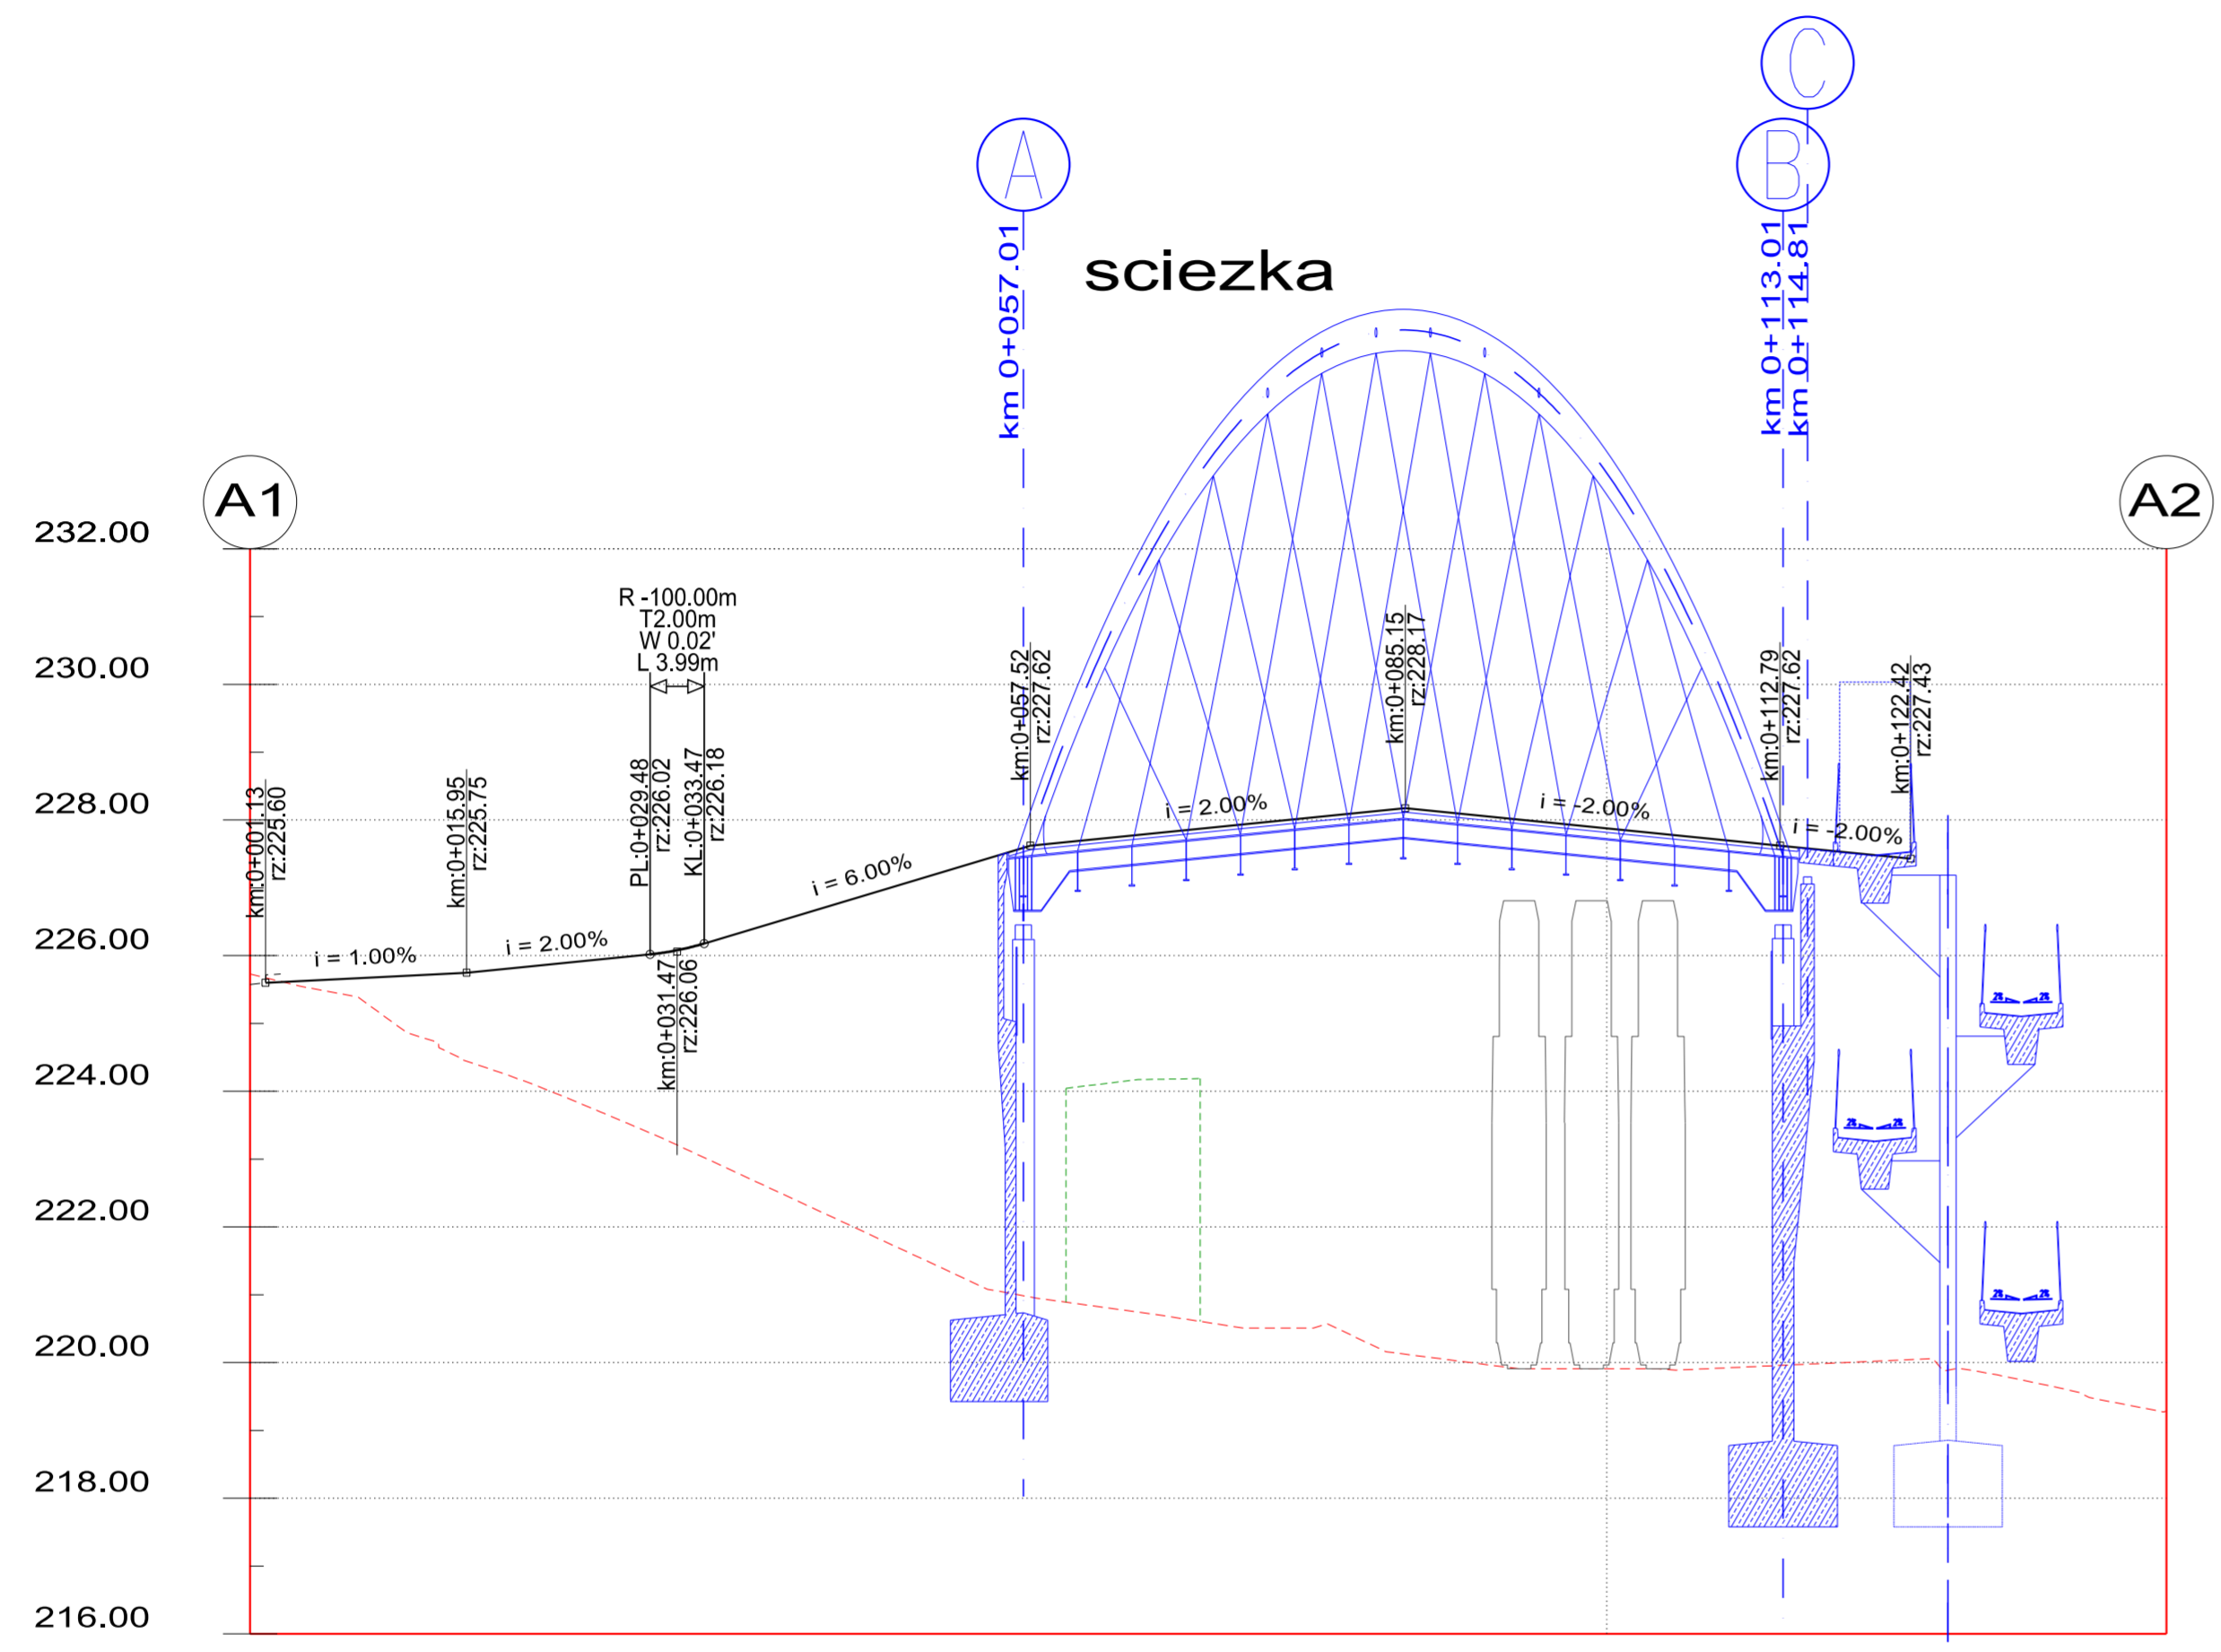 C
A
B
km 0+057.01
km 0+113.01
km 0+114.81
sciezka
A1
A2
232.00
R -100.00m
T2.00m
W 0.02'
L 3.99m
230.00
km:0+057.52
rz:227.62
km:0+085.15
rz:228.17
km:0+112.79
rz:227.62
km:0+122.42
rz:227.43
228.00
km:0+001.13
rz:225.60
km:0+015.95
rz:225.75
PL:0+029.48
rz:226.02
KL:0+033.47
rz:226.18
i = 2.00%
i = -2.00%
i = -2.00%
i = 6.00%
226.00
i = 1.00%
i = 2.00%
km:0+031.47
rz:226.06
2% 2%
224.00
2% 2%
222.00
2% 2%
220.00
218.00
216.00